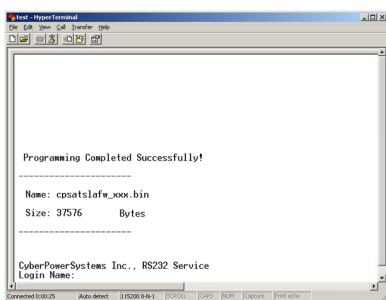 test - HyperTerminal
File Edit View Call Transfer Help
Programming Completed Successfully!
----------------------
Name: cpsatslafw_xxx.bin
Size: 37576 Bytes
----------------------
CyberPowerSystems Inc., RS232 Service
Login Name:
Connected 0:00:25 Auto detect 115200 8-N-1 SCROLL CAPS NUM Capture Print echo